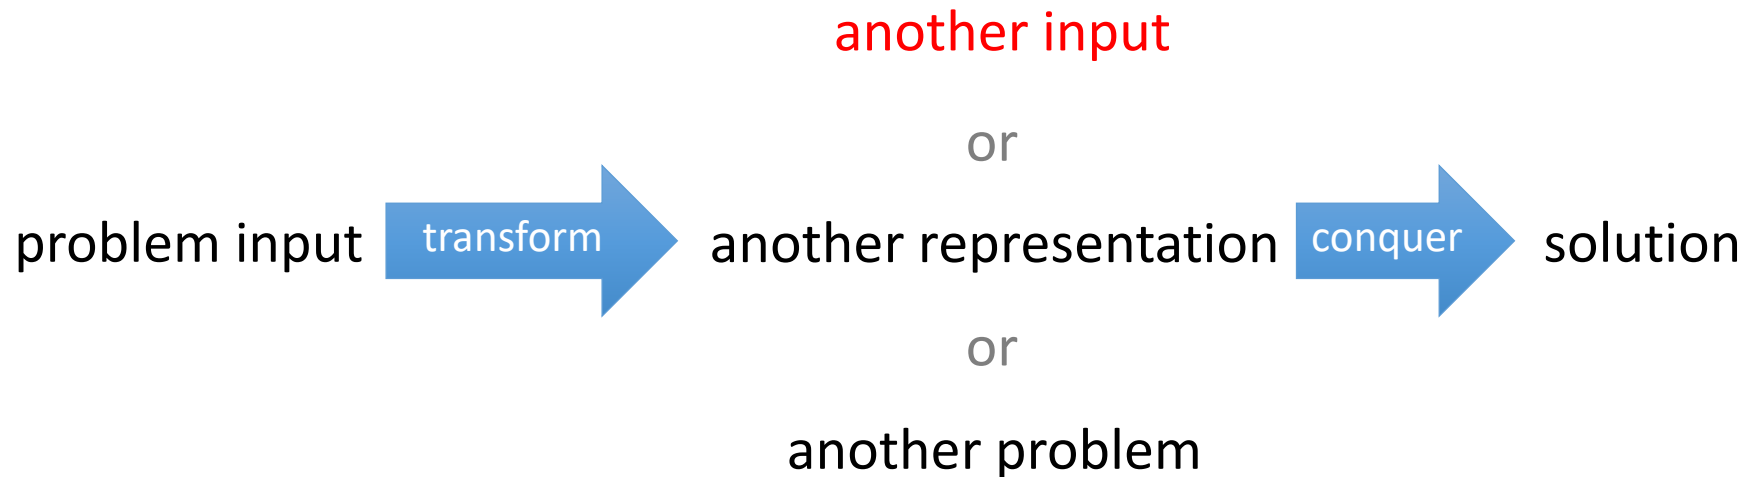 another input
or
problem input transform another representation conquer solution
or
another problem